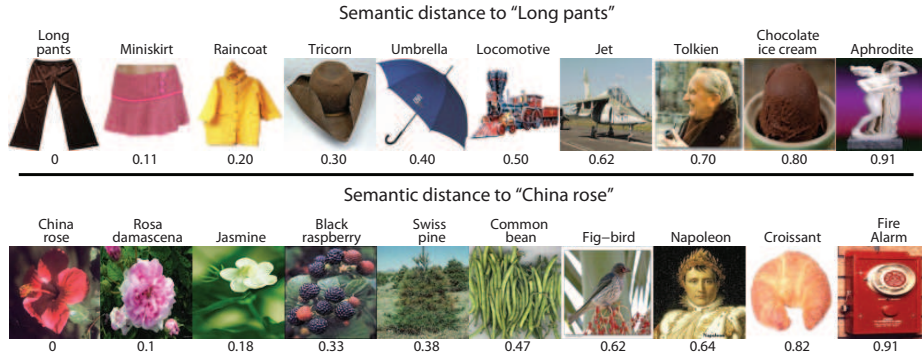 Semantic distance to “Long pants”
Long pants
Miniskirt
Raincoat
Tricorn
Umbrella
Locomotive
Jet
Tolkien
Chocolate ice cream
Aphrodite
0 0.11 0.20 0.30 0.40 0.50 0.62 0.70 0.80 0.91
Semantic distance to “China rose”
China rose
Rosa damascena
Jasmine
Black raspberry
Swiss pine
Common bean
Fig−bird
Napoleon
Croissant
Fire Alarm
0 0.1 0.18 0.33 0.38 0.47 0.62 0.64 0.82 0.91